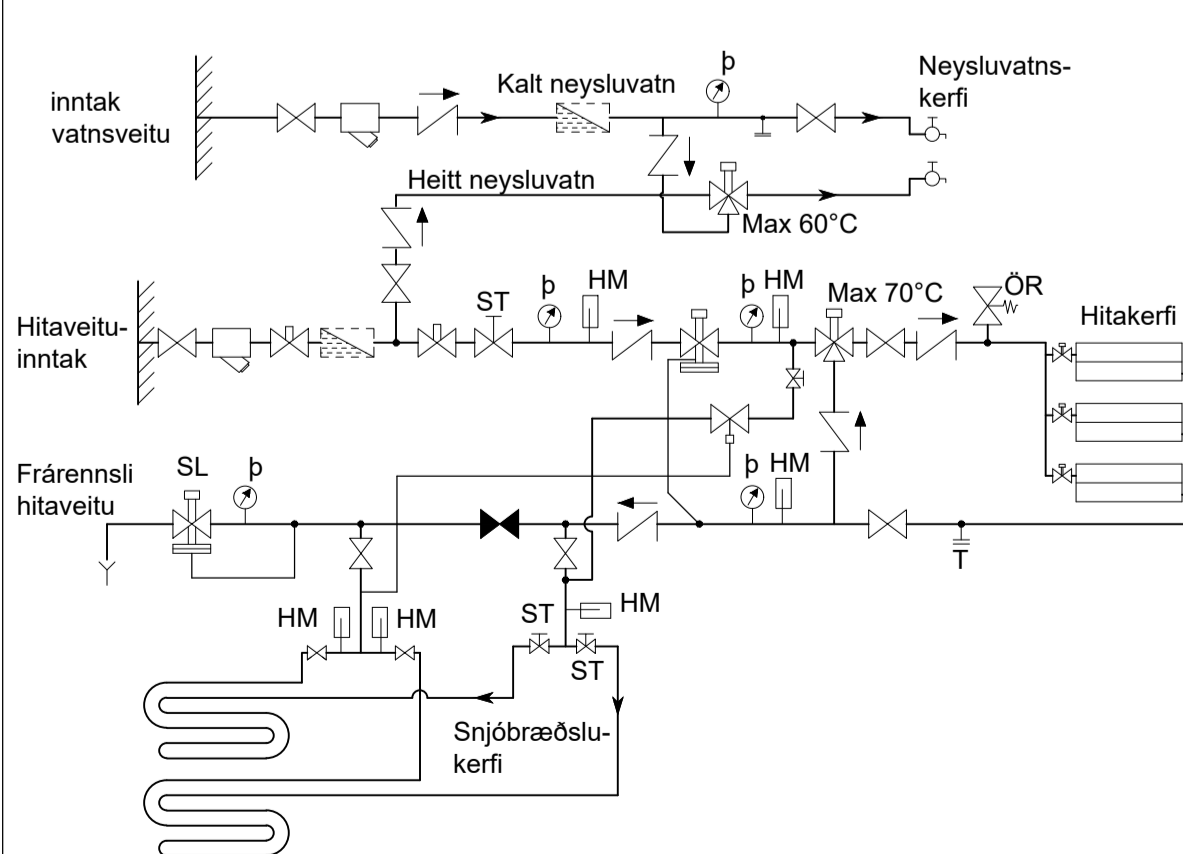 þ
Neysluvatns-
kerfi
Kalt neysluvatn
inntak
vatnsveitu
Heitt neysluvatn
Max 60°C
HM
HM
ÖR
ST
þ
þ
Max 70°C
Hitakerfi
Hitaveitu-
inntak
Frárennsli
hitaveitu
SL
þ
þ
HM
T
HM
HM
ST
HM
ST
Snjóbræðslu-
kerfi